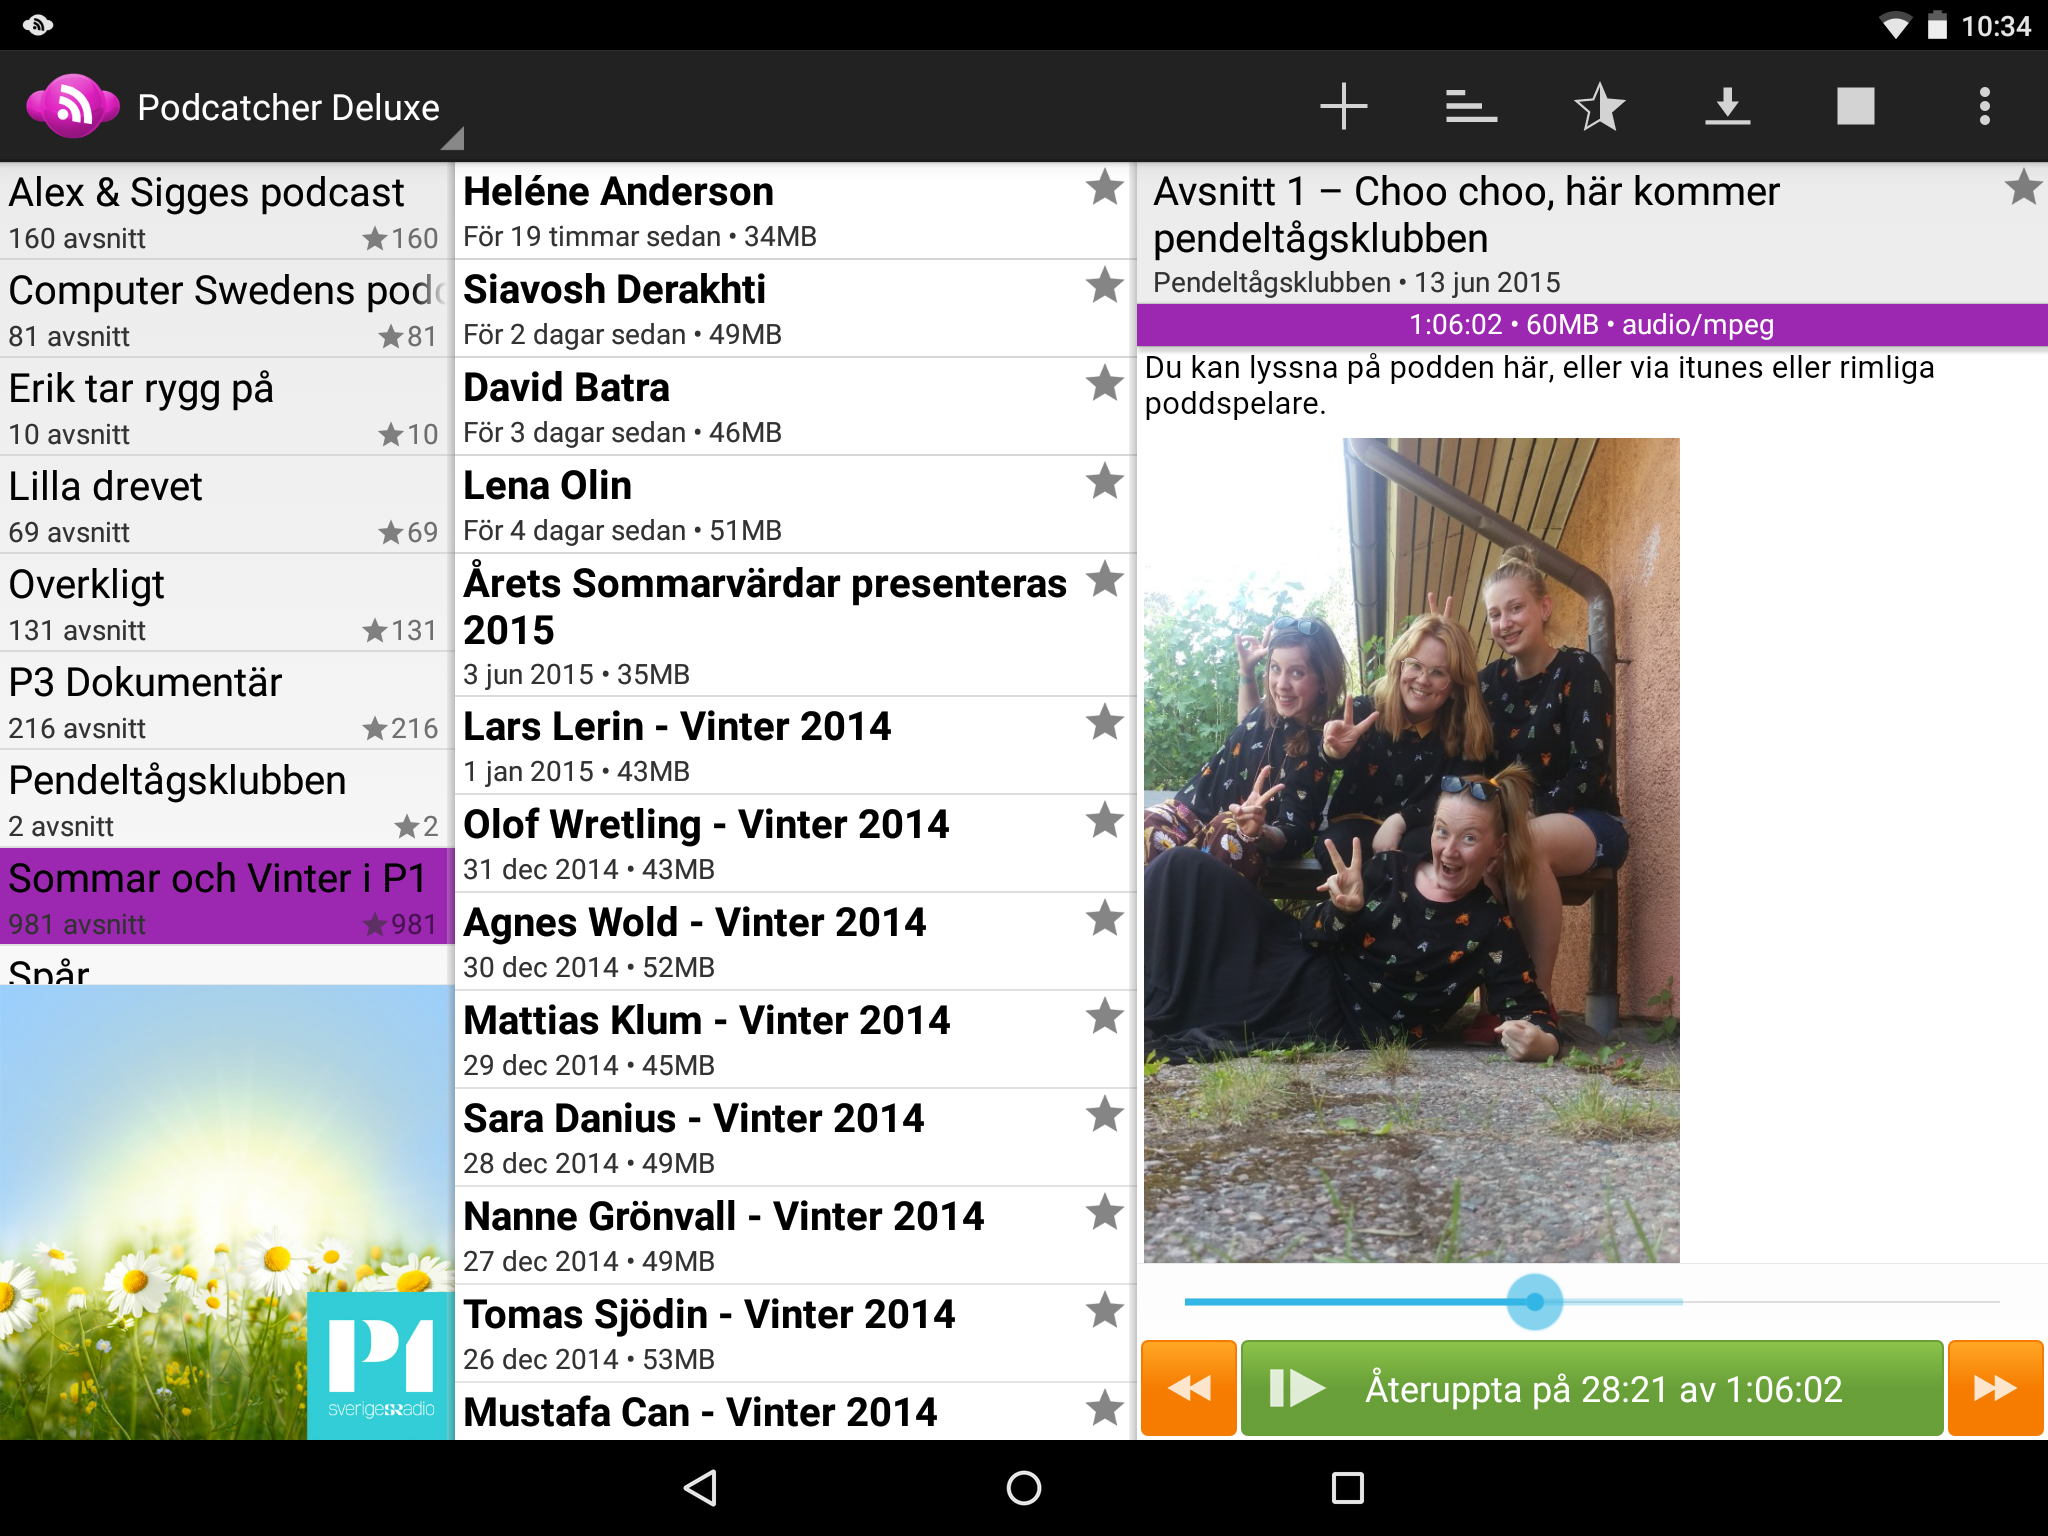 10:34
Podcatcher Deluxe
Alex & Sigges podcast
160 avsnitt
160
Computer Swedens pod
81 avsnitt
81
Erik tar rygg på
10 avsnitt
10
Lilla drevet
69 avsnitt
69
Overkligt
131 avsnitt
131
P3 Dokumentär
216 avsnitt
216
Pendeltågsklubben
2 avsnitt
2
Sommar och Vinter i P1
981 avsnitt
981
Spår
P1
sverigesradio
Heléne Anderson
För 19 timmar sedan • 34MB
Siavosh Derakhti
För 2 dagar sedan • 49MB
David Batra
För 3 dagar sedan • 46MB
Lena Olin
För 4 dagar sedan • 51MB
Årets Sommarvärdar presenteras
2015
3 jun 2015 • 35MB
Lars Lerin - Vinter 2014
1 jan 2015 • 43MB
Olof Wretling - Vinter 2014
31 dec 2014 • 43MB
Agnes Wold - Vinter 2014
30 dec 2014 • 52MB
Mattias Klum - Vinter 2014
29 dec 2014 • 45MB
Sara Danius - Vinter 2014
28 dec 2014 • 49MB
Nanne Grönvall - Vinter 2014
27 dec 2014 • 49MB
Tomas Sjödin - Vinter 2014
26 dec 2014 • 53MB
Mustafa Can - Vinter 2014
Avsnitt 1 – Choo choo, här kommer
pendeltågsklubben
Pendeltågsklubben • 13 jun 2015
1:06:02 • 60MB • audio/mpeg
Du kan lyssna på podden här, eller via itunes eller rimliga
poddspelare.
Återuppta på 28:21 av 1:06:02